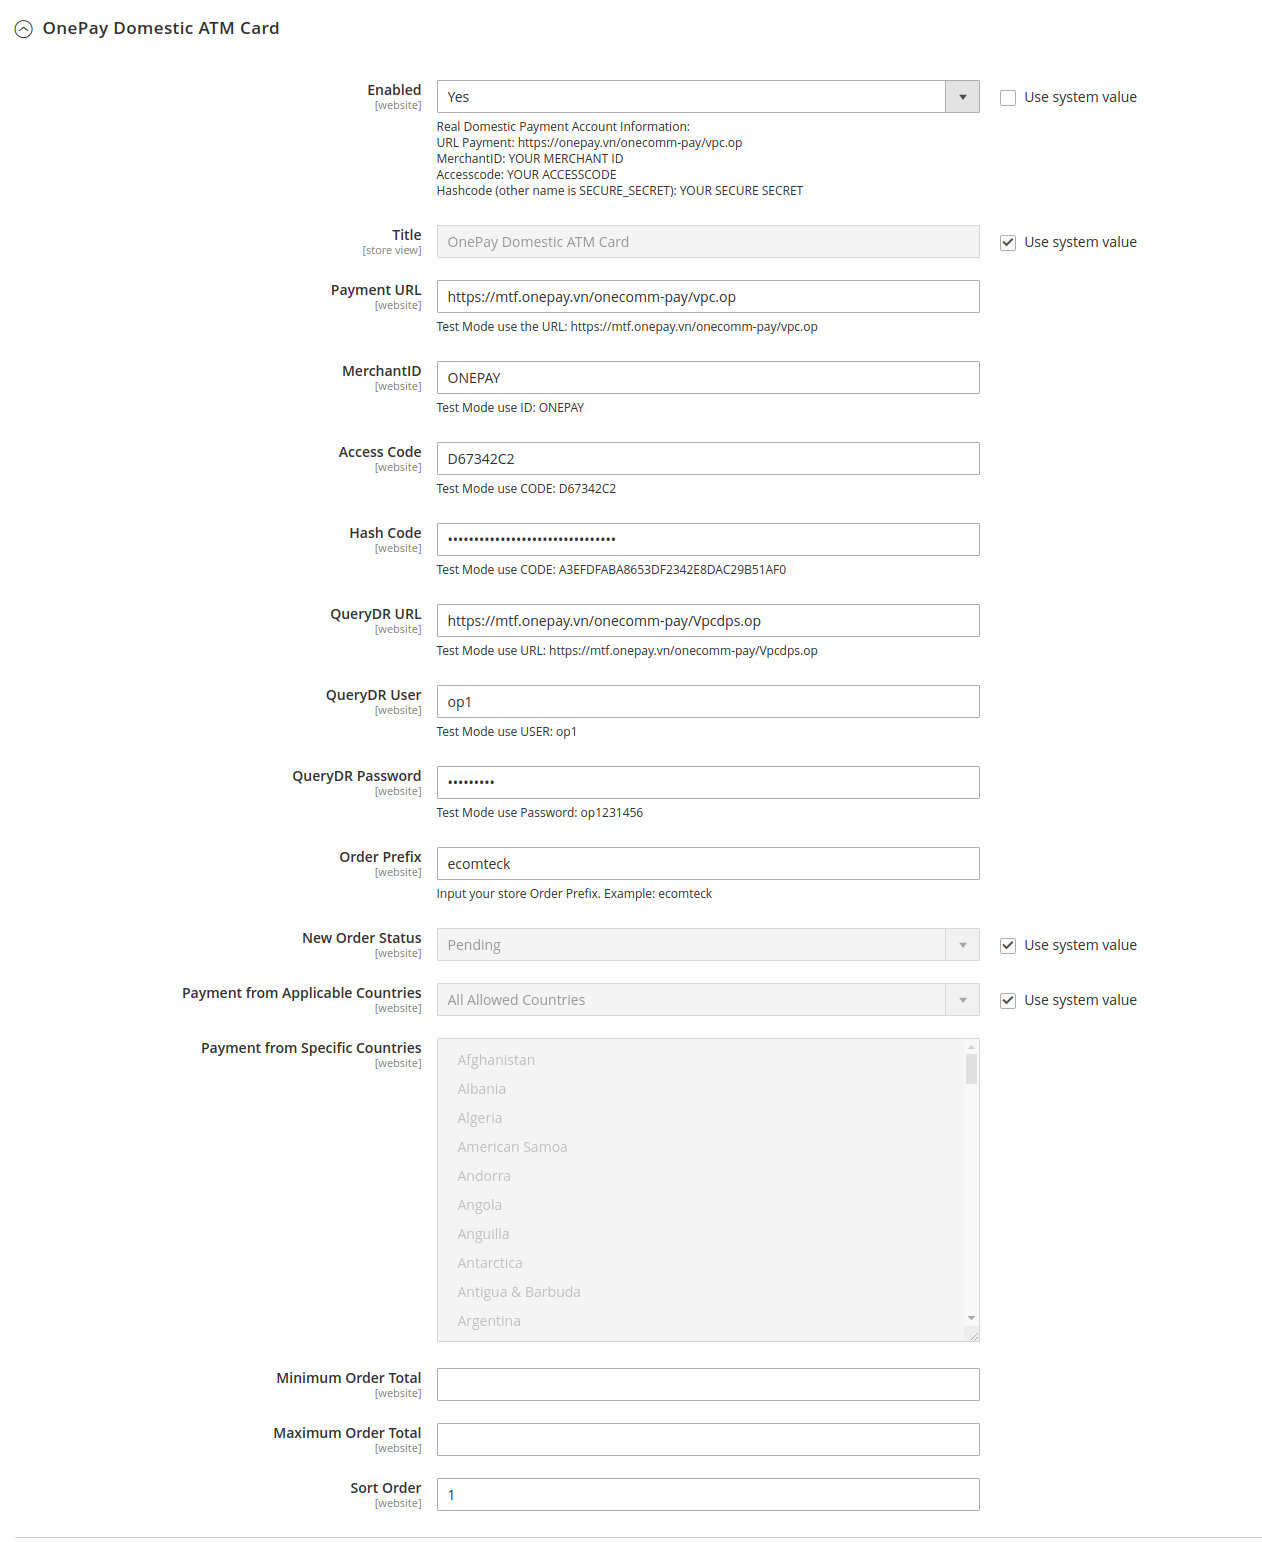 OnePay Domestic ATM Card
Enabled
[website]
Yes
Use system value
Real Domestic Payment Account Information:
URL Payment: https://onepay.vn/onecomm-pay/vpc.op
MerchantID: YOUR MERCHANT ID
Accesscode: YOUR ACCESSCODE
Hashcode (other name is SECURE_SECRET): YOUR SECURE SECRET
Title
[store view]
OnePay Domestic ATM Card
Use system value
Payment URL
[website]
https://mtf.onepay.vn/onecomm-pay/vpc.op
Test Mode use the URL: https://mtf.onepay.vn/onecomm-pay/vpc.op
MerchantID
[website]
ONEPAY
Test Mode use ID: ONEPAY
Access Code
[website]
D67342C2
Test Mode use CODE: D67342C2
Hash Code
[website]
••••••••••••••••••••••••••••••••
Test Mode use CODE: A3EFDFABA8653DF2342E8DAC29B51AF0
QueryDR URL
[website]
https://mtf.onepay.vn/onecomm-pay/Vpcdps.op
Test Mode use URL: https://mtf.onepay.vn/onecomm-pay/Vpcdps.op
QueryDR User
[website]
op1
Test Mode use USER: op1
QueryDR Password
[website]
•••••••••
Test Mode use Password: op1231456
Order Prefix
[website]
ecomteck
Input your store Order Prefix. Example: ecomteck
New Order Status
[website]
Pending
Use system value
Payment from Applicable Countries
[website]
All Allowed Countries
Use system value
Payment from Specific Countries
[website]
Afghanistan
Albania
Algeria
American Samoa
Andorra
Angola
Anguilla
Antarctica
Antigua & Barbuda
Argentina
Minimum Order Total
[website]
Maximum Order Total
[website]
Sort Order
[website]
1